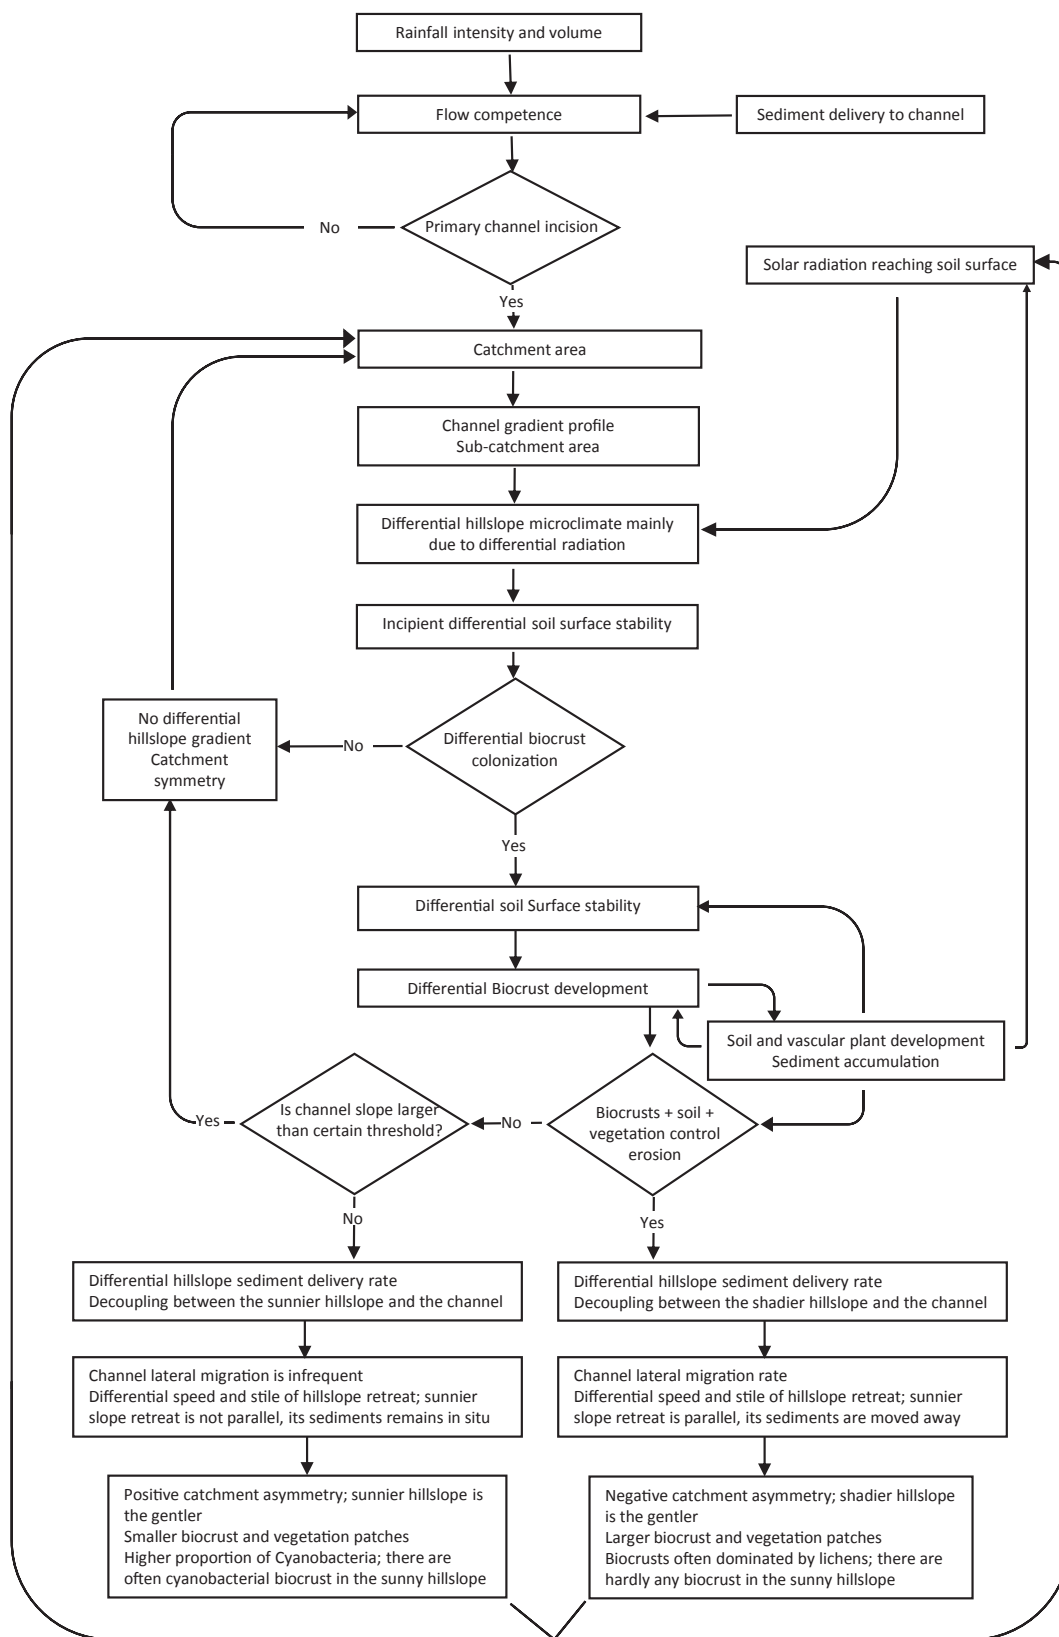 Rainfall intensity and volume
Flow competence
Sediment delivery to channel
No
Primary channel incision
Solar radiation reaching soil surface
Yes
Catchment area
Channel gradient profile
Sub-catchment area
Differential hillslope microclimate mainly
due to differential radiation
Incipient differential soil surface stability
No differential
hillslope gradient
Catchment
symmetry
No
Differential biocrust
colonization
Yes
Differential soil Surface stability
Differential Biocrust development
Soil and vascular plant development
Sediment accumulation
Yes
Is channel slope larger
than certain threshold?
No
Biocrusts + soil +
vegetation control
erosion
No
Yes
Differential hillslope sediment delivery rate
Decoupling between the sunnier hillslope and the channel
Differential hillslope sediment delivery rate
Decoupling between the shadier hillslope and the channel
Channel lateral migration is infrequent
Differential speed and stile of hillslope retreat; sunnier
slope retreat is not parallel, its sediments remains in situ
Channel lateral migration rate
Differential speed and stile of hillslope retreat; sunnier
slope retreat is parallel, its sediments are moved away
Positive catchment asymmetry; sunnier hillslope is
the gentler
Smaller biocrust and vegetation patches
Higher proportion of Cyanobacteria; there are
often cyanobacterial biocrust in the sunny hillslope
Negative catchment asymmetry; shadier hillslope
is the gentler
Larger biocrust and vegetation patches
Biocrusts often dominated by lichens; there are
hardly any biocrust in the sunny hillslope